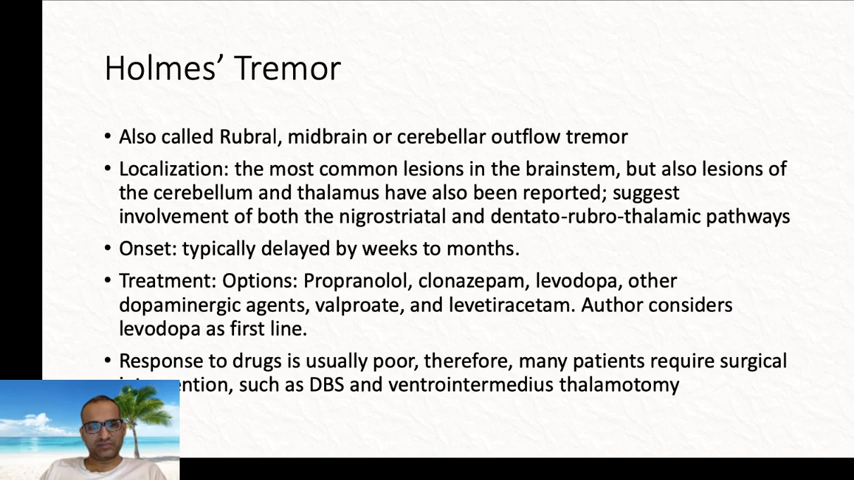 Holmes’ Tremor
• Also called Rubral, midbrain or cerebellar outflow tremor
• Localization: the most common lesions in the brainstem, but also lesions of
the cerebellum and thalamus have also been reported; suggest
involvement of both the nigrostriatal and dentato-rubro-thalamic pathways
• Onset: typically delayed by weeks to months.
• Treatment: Options: Propranolol, clonazepam, levodopa, other
dopaminergic agents, valproate, and levetiracetam. Author considers
levodopa as first line.
• Response to drugs is usually poor, therefore, many patients require surgical
ention, such as DBS and ventrointermedius thalamotomy